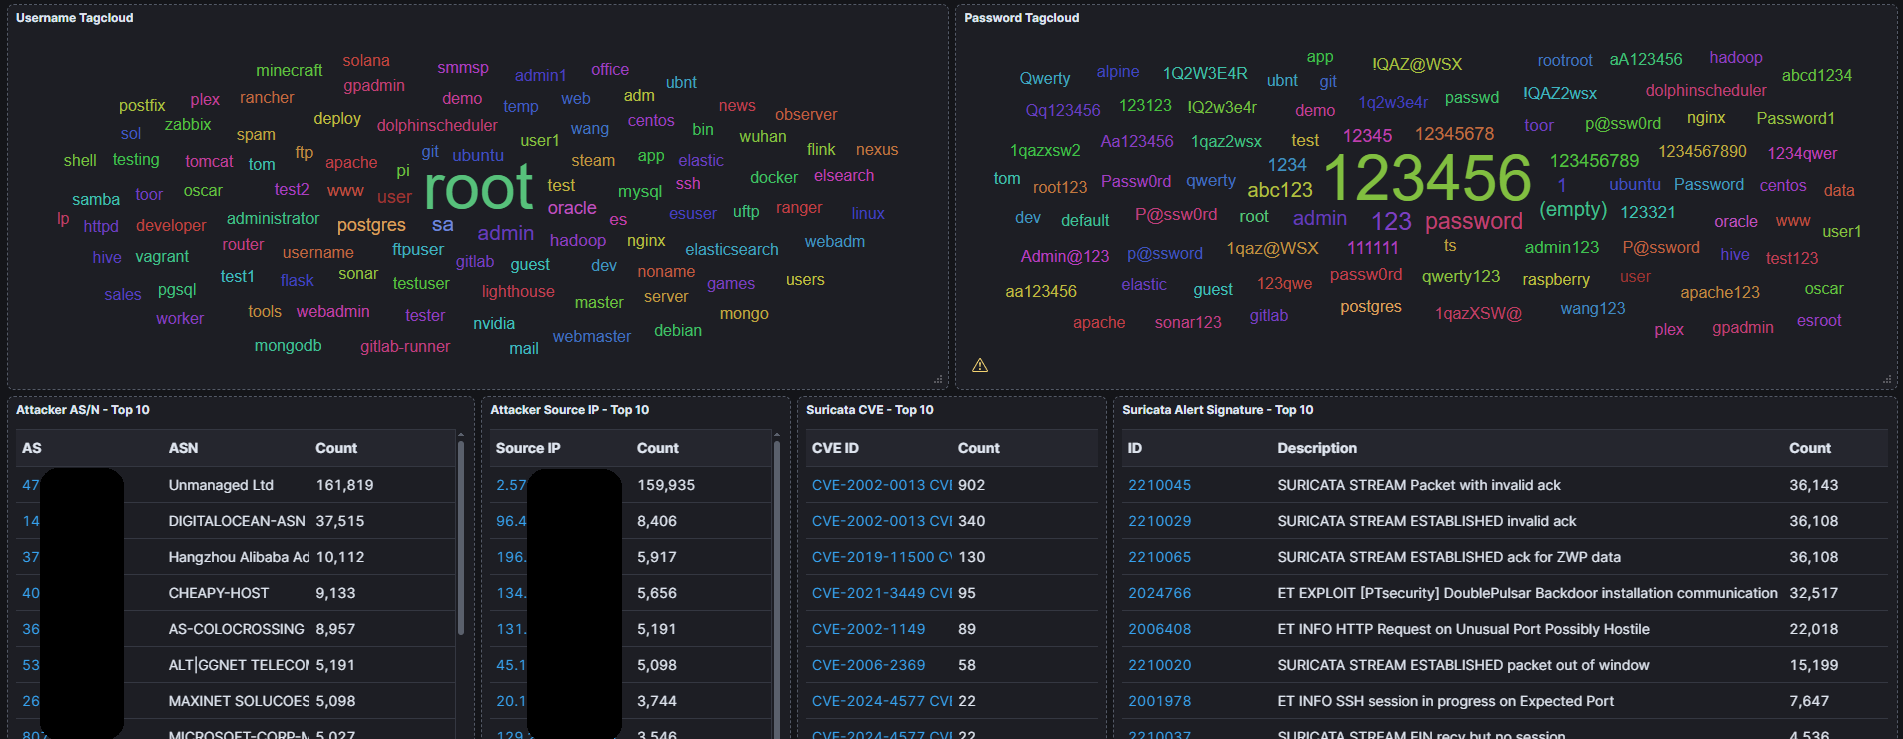 Username Tagcloud
solana
minecraft
smmsp
office
admin1
gpadmin
ubnt
postfix
plex
rancher
demo
temp
web
adm
news
observer
sol
zabbix
spam
deploy
dolphinscheduler
user1
wang
centos
bin
wuhan
shell
testing
tomcat
tom
ftp
apache
pi
git
ubuntu
steam
app
elastic
flink
nexus
samba
toor
oscar
test2
www
user
root
test
mysql
ssh
docker
elsearch
lp
httpd
developer
administrator
postgres
sa
oracle
es
esuser
uftp
ranger
linux
hive
vagrant
router
username
ftpuser
admin
hadoop
nginx
elasticsearch
webadm
sales
pgsql
test1
flask
sonar
testuser
gitlab
guest
dev
noname
games
users
worker
tools
webadmin
tester
lighthouse
master
server
mongo
mongodb
gitlab-runner
nvidia
mail
webmaster
debian
Password Tagcloud
app
!QAZ@WSX
rootroot
aA123456
hadoop
Qwerty
alpine
1Q2W3E4R
ubnt
git
abcd1234
Qq123456
123123
!Q2w3e4r
demo
1q2w3e4r
passwd
!QAZ2wsx
dolphinscheduler
1qazxsw2
Aa123456
1qaz2wsx
test
12345
12345678
toor
p@ssw0rd
nginx
Password1
tom
root123
Passw0rd
qwerty
1234
abc123
123456
123456789
1234567890
1234qwer
1
ubuntu
Password
centos
data
dev
default
P@ssw0rd
root
admin
123
password
(empty)
123321
oracle
www
user1
Admin@123
p@ssword
1qaz@WSX
111111
ts
admin123
P@ssword
hive
test123
aa123456
elastic
guest
123qwe
passw0rd
qwerty123
raspberry
user
apache123
oscar
apache
sonar123
gitlab
postgres
1qazXSW@
wang123
plex
gpadmin
esroot
Attacker AS/N - Top 10
AS ASN Count
47 Unmanaged Ltd 161,819
14 DIGITALOCEAN-ASN 37,515
37 Hangzhou Alibaba Ad 10,112
40 CHEAPY-HOST 9,133
36 AS-COLOCROSSING 8,957
53 ALT|GGNET TELECO 5,191
26 MAXINET SOLUCOES 5,098
807 MICROSOFT-CORP-M 5,027
Attacker Source IP - Top 10
Source IP Count
2.57 159,935
96.4 8,406
196. 5,917
134. 5,656
131. 5,191
45.1 5,098
20.1 3,744
129. 3,546
Suricata CVE - Top 10
CVE ID Count
CVE-2002-0013 CVE 902
CVE-2002-0013 CVE 340
CVE-2019-11500 CV 130
CVE-2021-3449 CVE 95
CVE-2002-1149 89
CVE-2006-2369 58
CVE-2024-4577 CVE 22
CVE-2024-4577 CVE 22
Suricata Alert Signature - Top 10
ID Description Count
2210045 SURICATA STREAM Packet with invalid ack 36,143
2210029 SURICATA STREAM ESTABLISHED invalid ack 36,108
2210065 SURICATA STREAM ESTABLISHED ack for ZWP data 36,108
2024766 ET EXPLOIT [PTsecurity] DoublePulsar Backdoor installation communication 32,517
2006408 ET INFO HTTP Request on Unusual Port Possibly Hostile 22,018
2210020 SURICATA STREAM ESTABLISHED packet out of window 15,199
2001978 ET INFO SSH session in progress on Expected Port 7,647
2210037 SURICATA STREAM FIN recv but no session 4,536